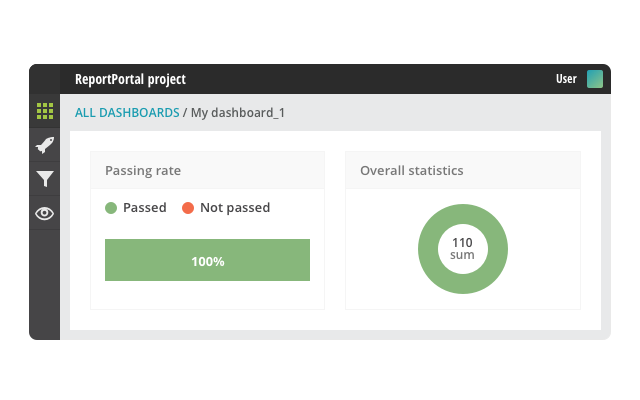 ReportPortal project
User
ALL DASHBOARDS / My dashboard_1
Passing rate
Passed
Not passed
100%
Overall statistics
110
sum